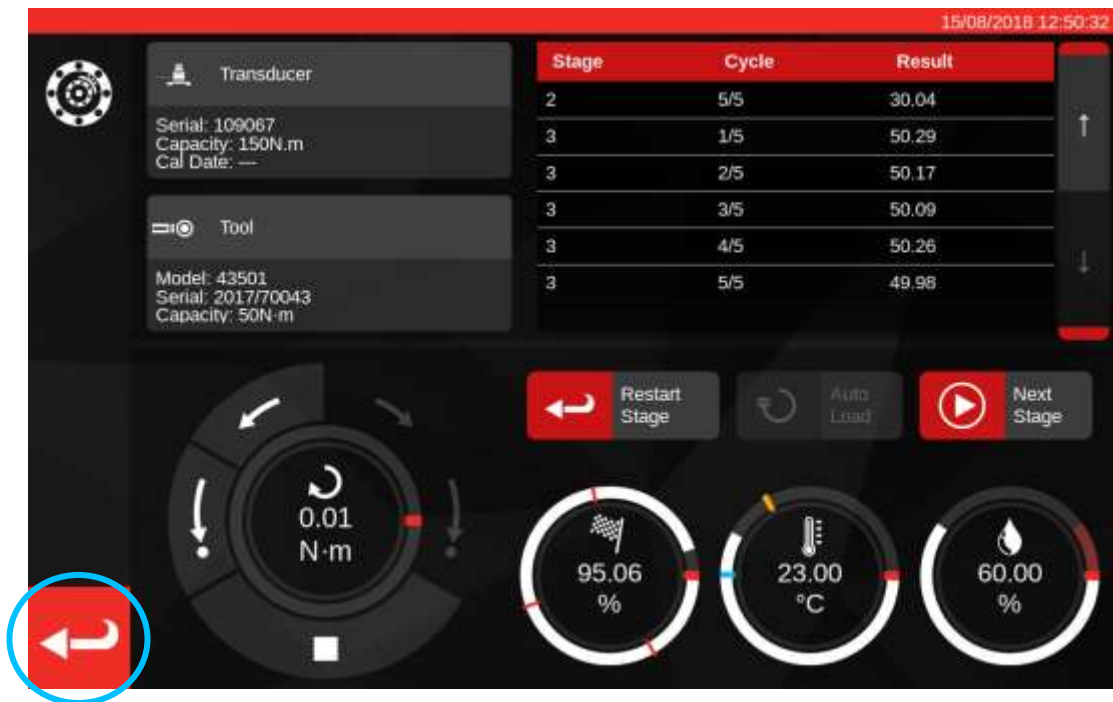 15/08/2018 12:50:32
Transducer
Serial: 109067
Capacity: 150N.m
Cal Date: ---
Tool
Model: 43501
Serial: 2017/70043
Capacity: 50N·m
Stage Cycle Result
2 5/5 30.04
3 1/5 50.29
3 2/5 50.17
3 3/5 50.09
3 4/5 50.26
3 5/5 49.98
Restart
Stage
Auto
Load
Next
Stage
0.01
N·m
95.06
%
23.00
°C
60.00
%